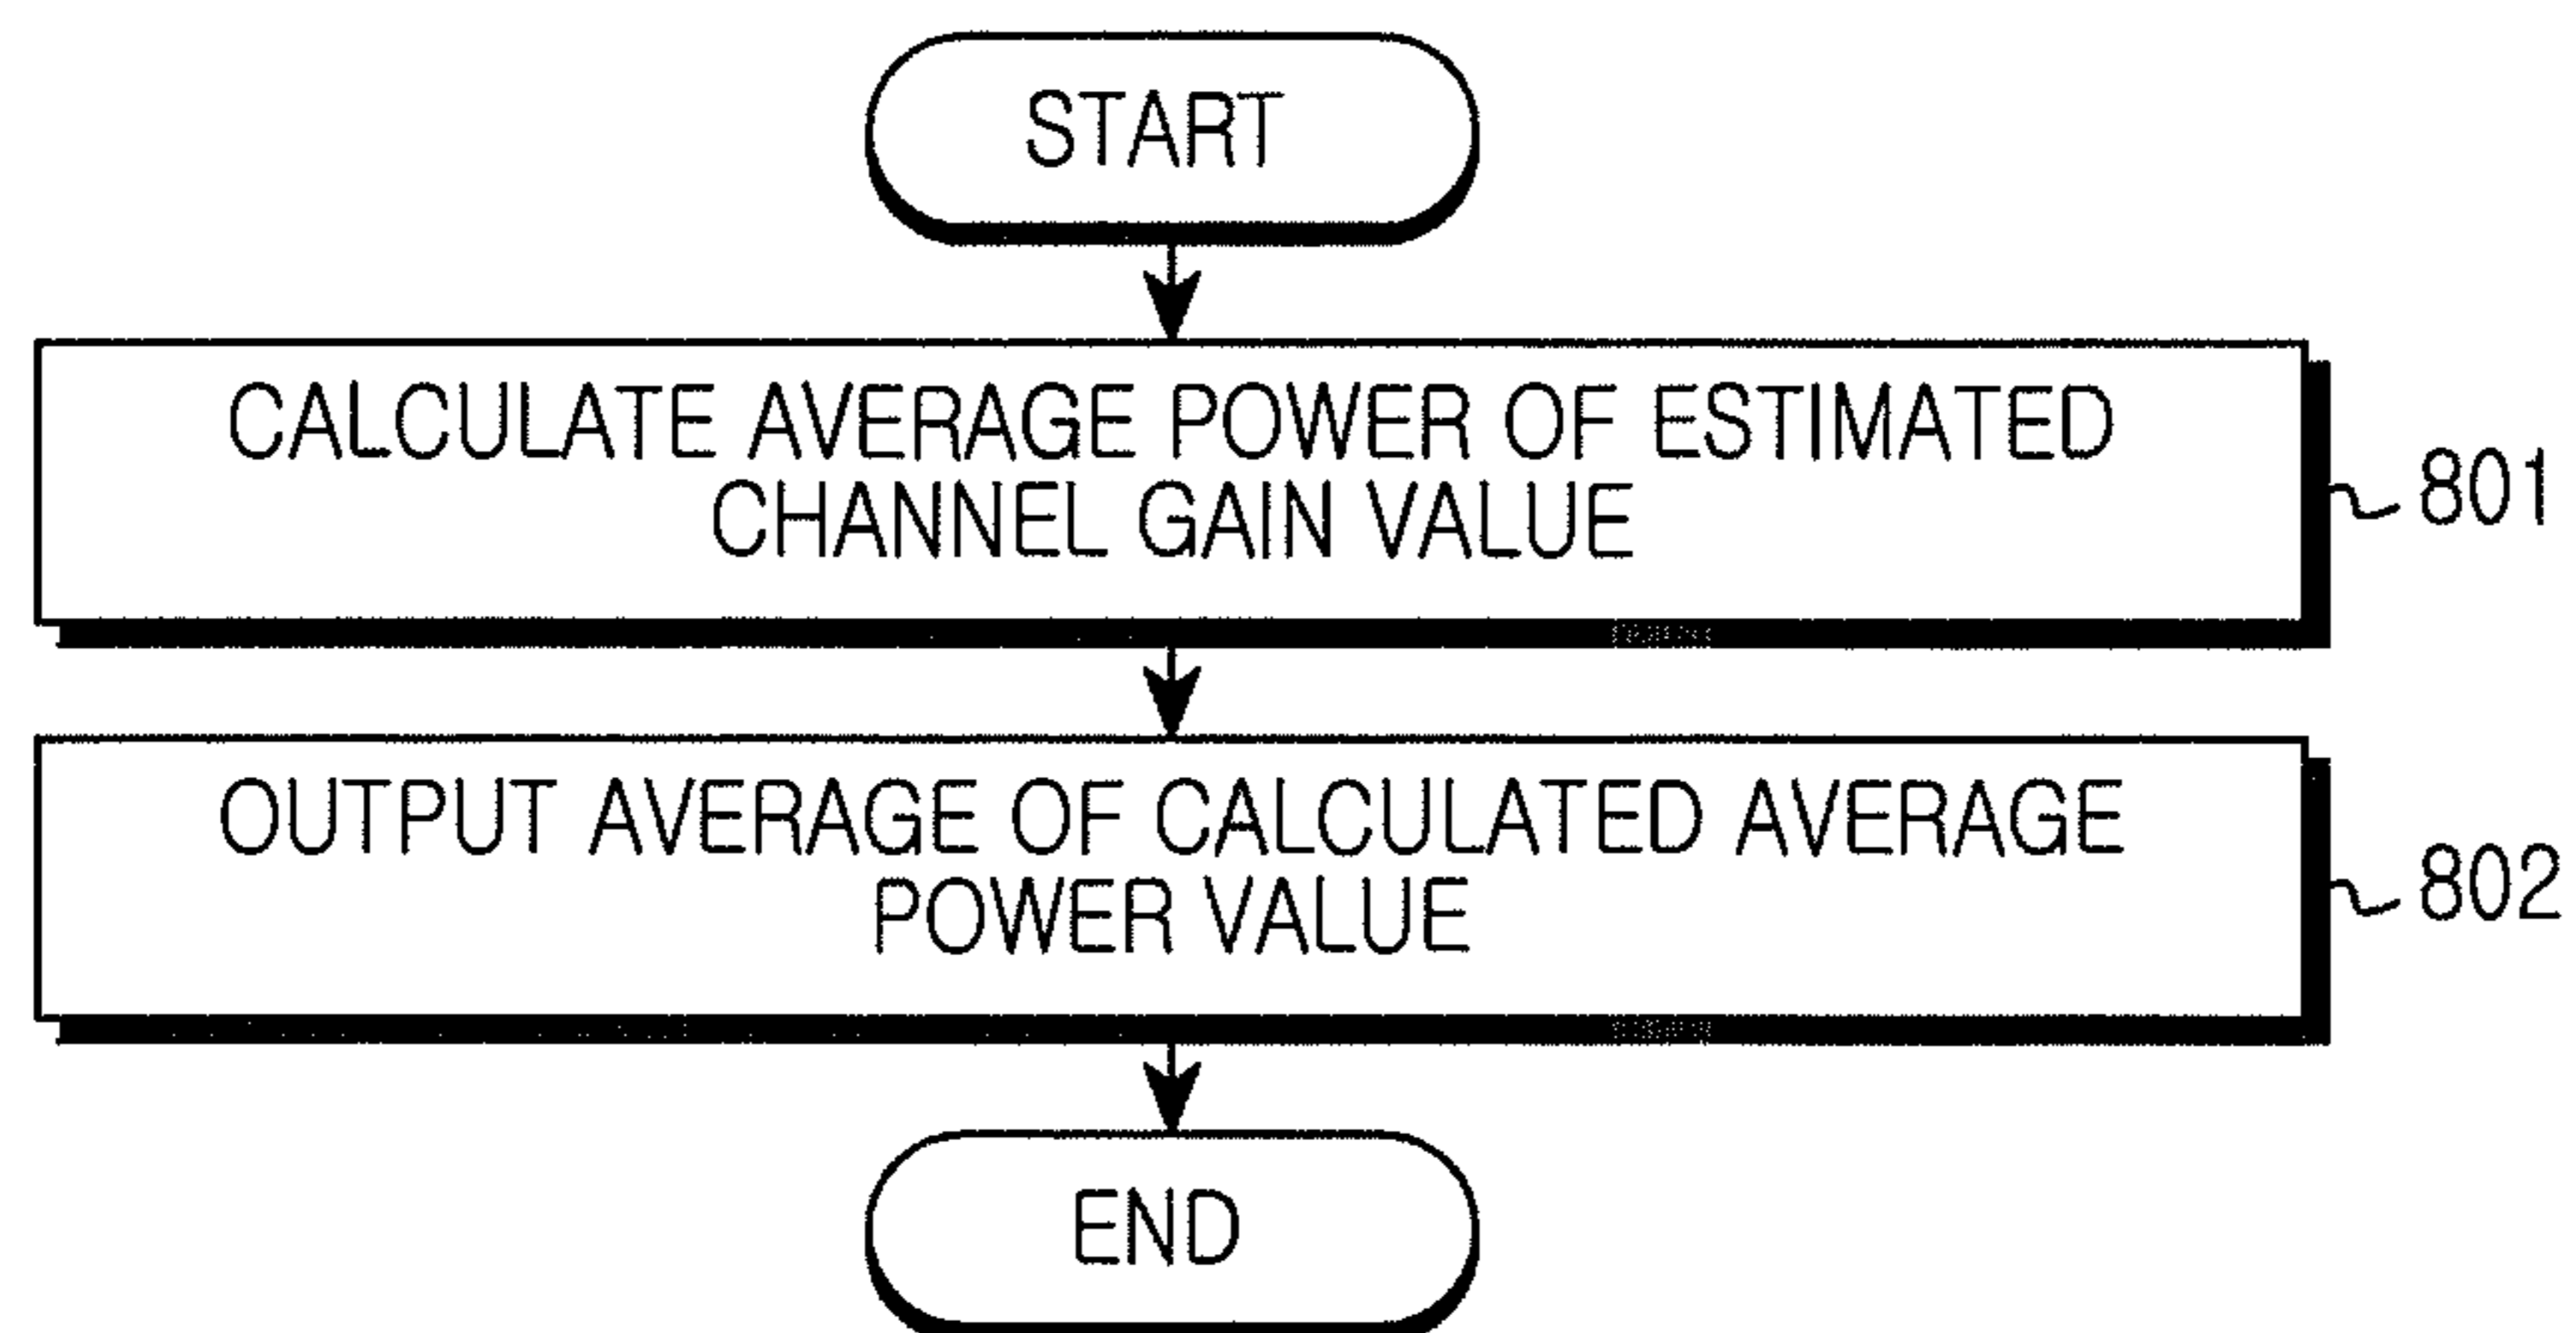 START
CALCULATE AVERAGE POWER OF ESTIMATED
CHANNEL GAIN VALUE
801
OUTPUT AVERAGE OF CALCULATED AVERAGE
POWER VALUE
802
END